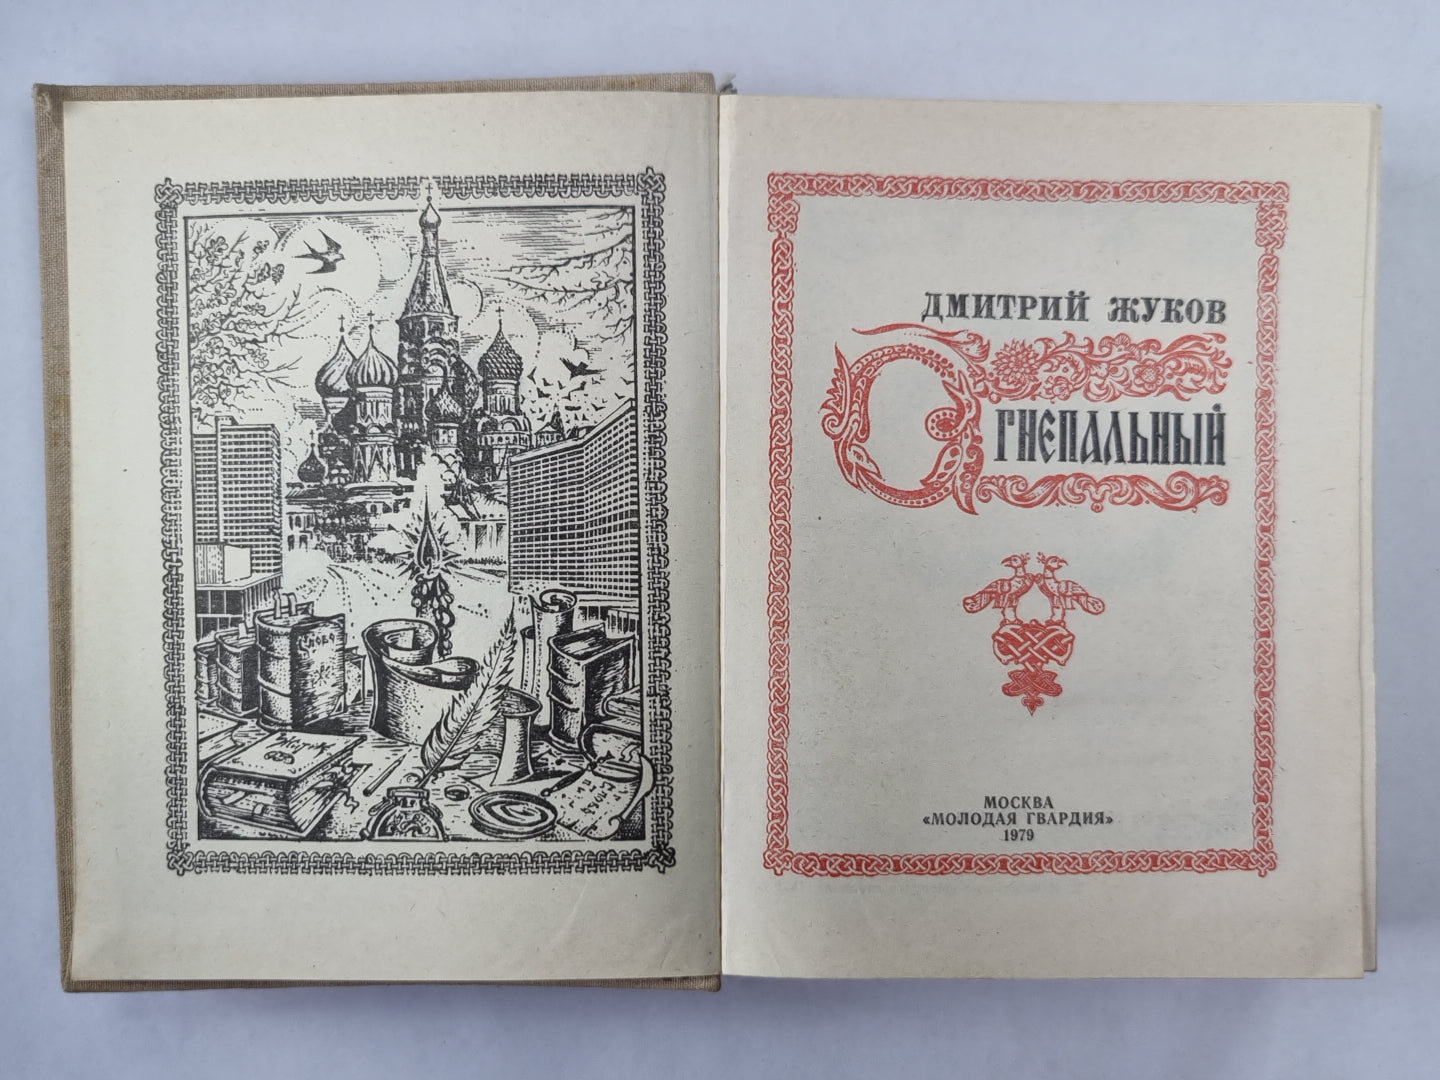 ДМИТРИЙ ЖУКОВ
ОГНЕПАЛЬНЫЙ
МОСКВА
«МОЛОДАЯ ГВАРДИЯ»
1979